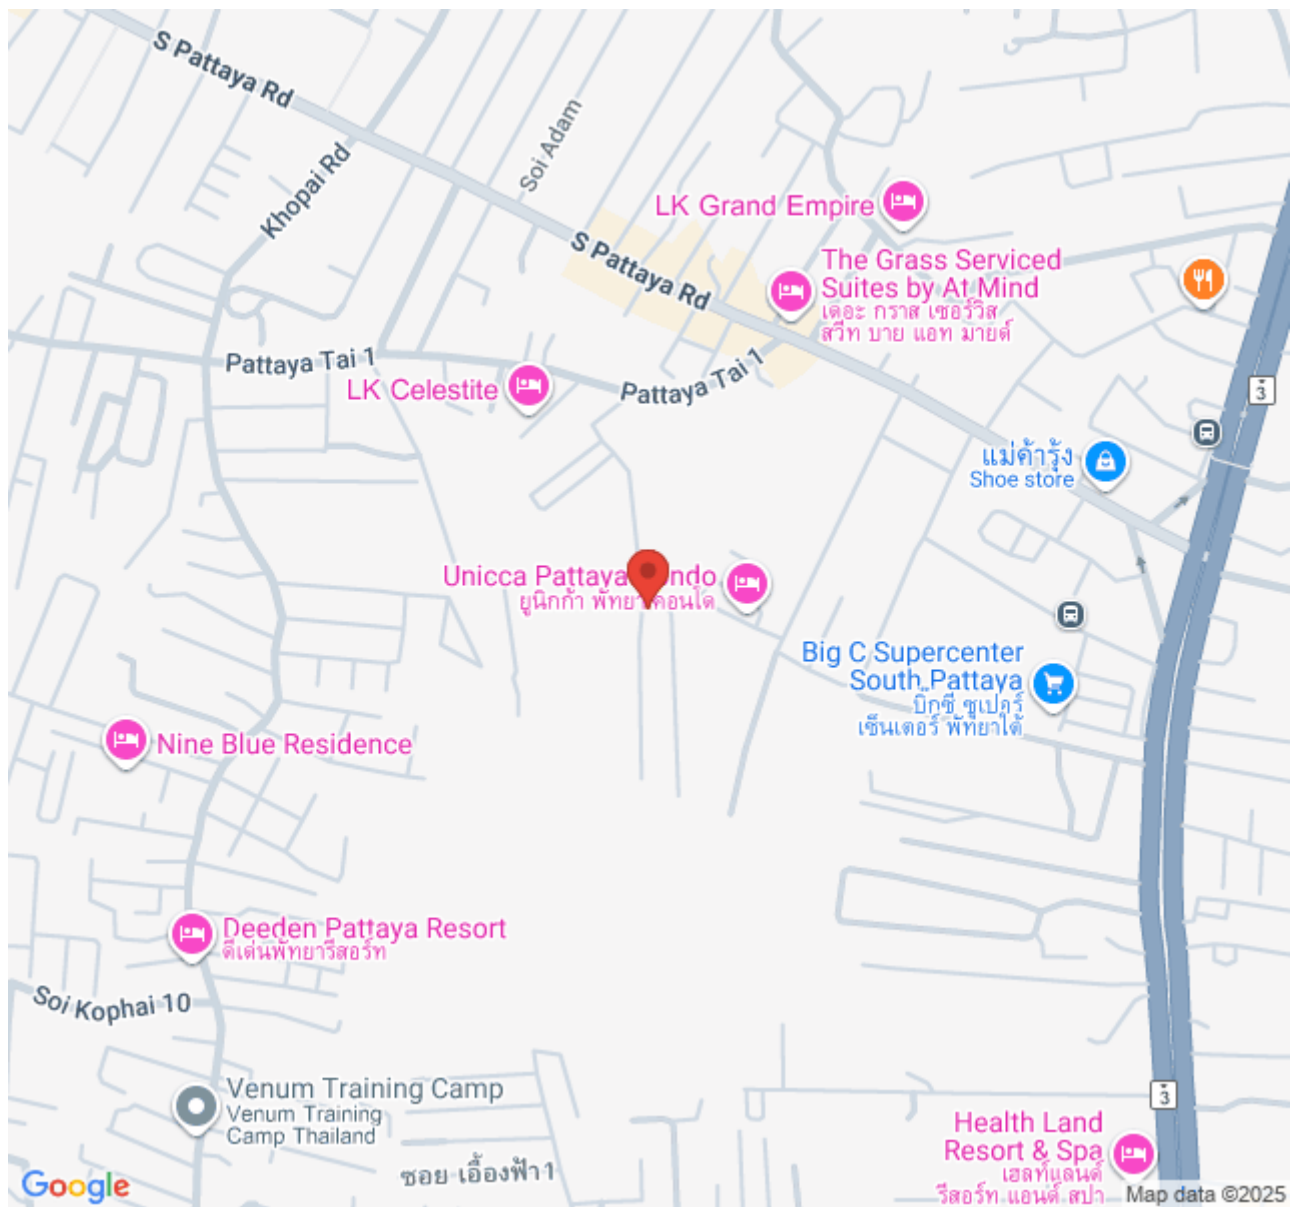 S Pattaya Rd
Khopai Rd
Soi Adam
LK Grand Empire
S Pattaya Rd
The Grass Serviced
Suites by At Mind
เดอะ กราส เซอร์วิส
สวีท บาย แอท มายด์
Pattaya Tai 1
LK Celestite
Pattaya Tai 1
3
แม่ค้ารุ้ง
Shoe store
Unicca Pattaya ndo
ยูนิกก้า พัทยา คอนโด
Big C Supercenter
South Pattaya
บิ๊กซี ซูเปอร์
เซ็นเตอร์ พัทยาใต้
Nine Blue Residence
Deeden Pattaya Resort
ดีเด่นพัทยารีสอร์ท
Soi Kophai 10
Venum Training Camp
Venum Training
Camp Thailand
3
Health Land
Resort & Spa
เฮลท์แลนด์
รีสอร์ท แอนด์ สปา
ซอย เอื้องฟ้า 1
Google
Map data ©2025